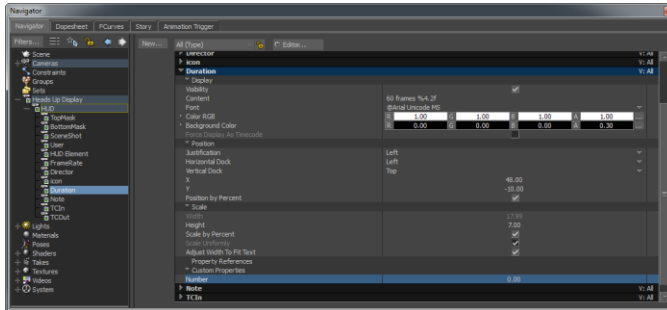 Navigator
Navigator Dopesheet FCurves Story Animation Trigger
Filters... New... All (Type) Editor...
Scene
Cameras
Constraints
Groups
Sets
Heads Up Display
HUD
TopMask
BottomMask
SceneShot
User
HUD Element
FrameRate
Director
icon
Duration
Note
TCIn
TCOut
Lights
Materials
Poses
Shaders
Takes
Textures
Videos
System
Director V: All
icon V: All
Duration V: All
Display
Visibility
Content 60 frames %4.2f
Font @Arial Unicode MS
Color RGB R 1.00 G 1.00 B 1.00 A 1.00 ...
Background Color R 0.00 G 0.00 B 0.00 A 0.30 ...
Force Display As Timecode
Position
Justification Left
Horizontal Dock Left
Vertical Dock Top
X 48.00
Y -10.00
Position by Percent
Scale
Width 17.99
Height 7.00
Scale by Percent
Scale Uniformly
Adjust Width To Fit Text
Property References
Custom Properties
Number 0.00
Note V: All
TCIn V: All